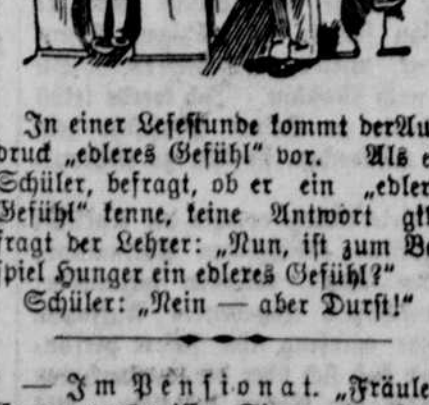 In einer Lesestunde kommt der Au
druck „edleres Gefühl“ vor. Als e
Schüler, befragt, ob er ein „edler
Gefühl“ kenne, keine Antwort gi
fragt der Lehrer: „Nun, ist zum Be
spiel Hunger ein edleres Gefühl?“
Schüler: „Nein — aber Durst!“
— Im Pensionat. „Fräule